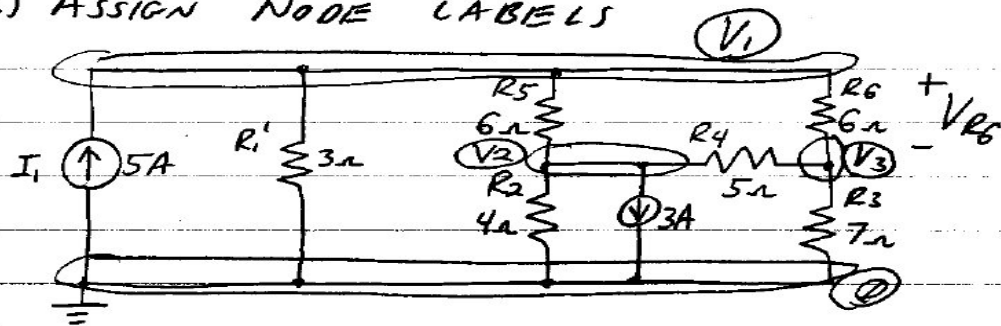 ASSIGN NODE LABELS
V1
R5
R6
+
6Ω
6Ω
VR6
-
R1'
3Ω
I1
5A
V2
R4
5Ω
V3
R2
4Ω
3A
R3
7Ω
0